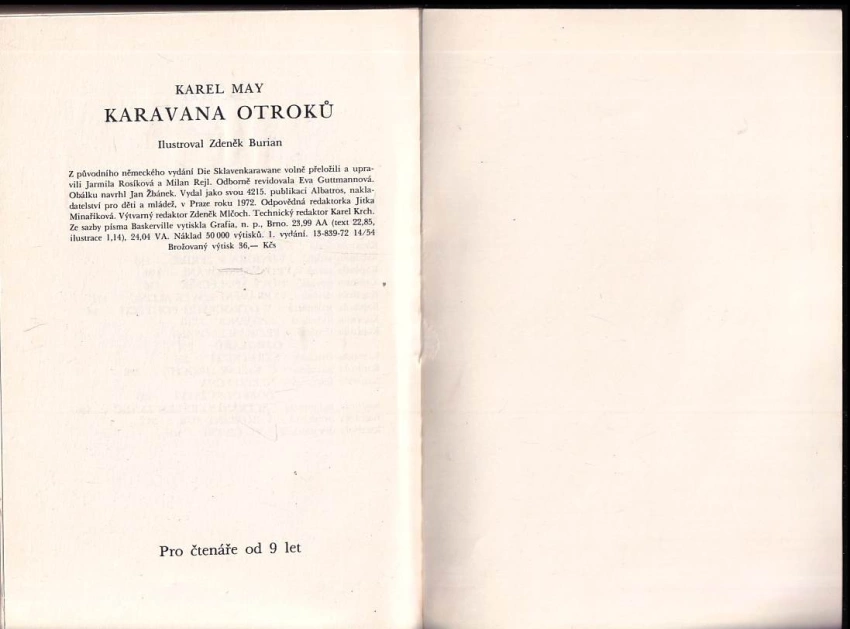 KAREL MAY
KARAVANA OTROKŮ
Ilustroval Zdeněk Burian
Z původního německého vydání Die Sklavenkarawane volně přeložili a upra-
vili Jarmila Rosíková a Milan Rejl. Odborně revidovala Eva Guttmannová.
Obálku navrhl Jan Žbánek. Vydal jako svou 4215. publikaci Albatros, nakla-
datelství pro děti a mládež, v Praze roku 1972. Odpovědná redaktorka Jitka
Minaříková. Výtvarný redaktor Zdeněk Mlčoch. Technický redaktor Karel Krch.
Ze sazby písma Baskerville vytiskla Grafia, n. p., Brno. 23,99 AA (text 22,85,
ilustrace 1,14), 24,04 VA. Náklad 50 000 výtisků. 1. vydání. 13-839-72 14/54
Brožovaný výtisk 36,— Kčs
Pro čtenáře od 9 let